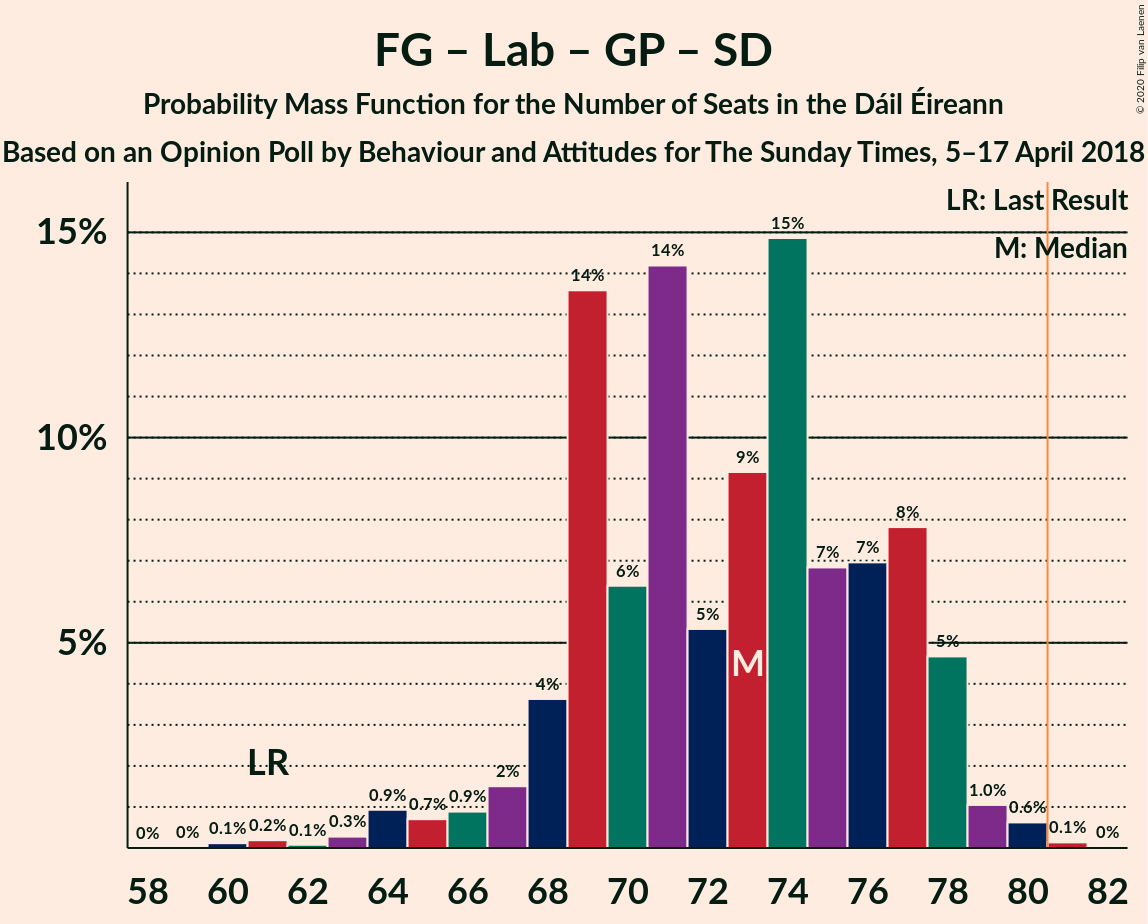 FG – Lab – GP – SD
Probability Mass Function for the Number of Seats in the Dáil Éireann
Based on an Opinion Poll by Behaviour and Attitudes for The Sunday Times, 5–17 April 2018
© 2020 Filip van Laenen
LR: Last Result
M: Median
15%
10%
5%
0% 0% 0.1% 0.2% 0.1% 0.3% 0.9% 0.7% 0.9% 2% 4% 14% 6% 14% 5% 9% 15% 7% 7% 8% 5% 1.0% 0.6% 0.1% 0%
LR
M
58 60 62 64 66 68 70 72 74 76 78 80 82